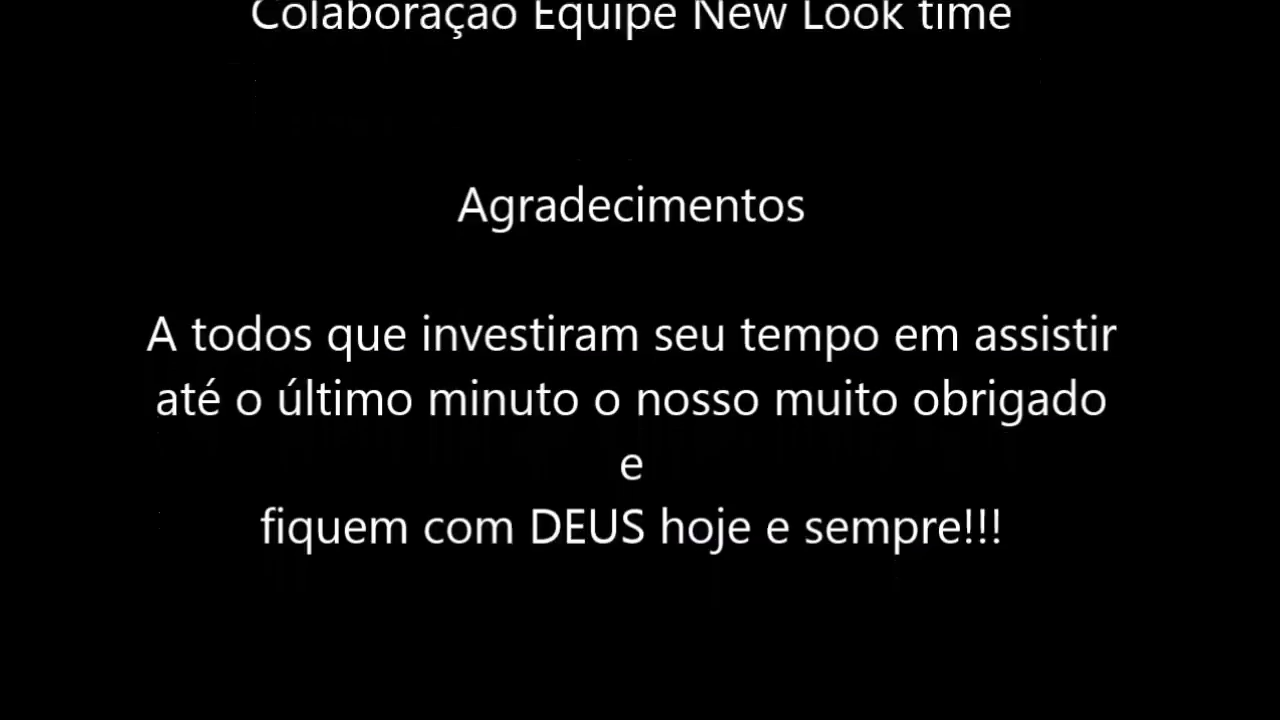 Colaboração Equipe New Look time
Agradecimentos
A todos que investiram seu tempo em assistir
até o último minuto o nosso muito obrigado
e
fiquem com DEUS hoje e sempre!!!